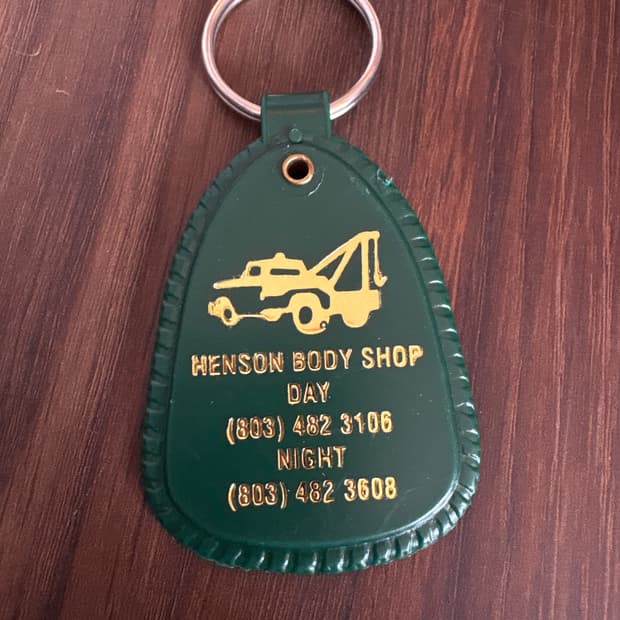 HENSON BODY SHOP
DAY
(803) 482 3106
NIGHT
(803) 482 3608